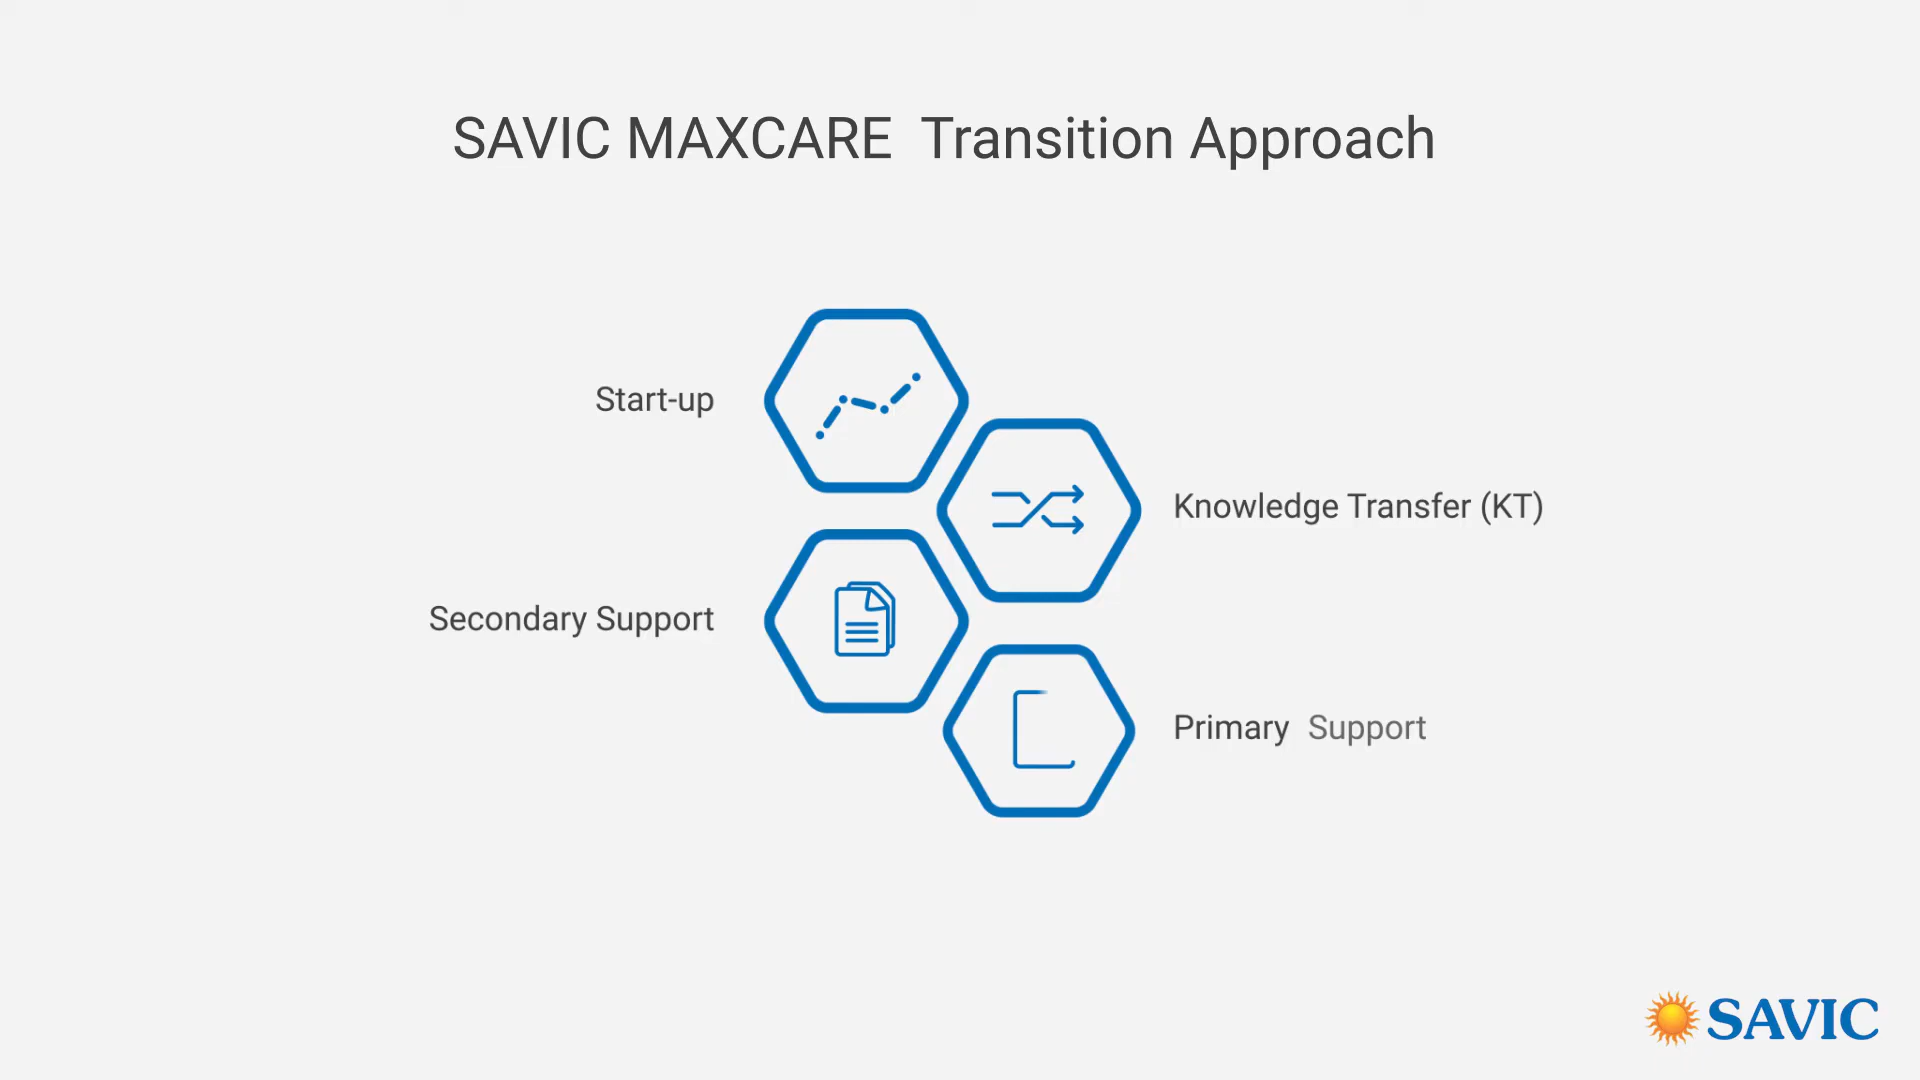 SAVIC MAXCARE  Transition Approach
Start-up
Knowledge Transfer (KT)
Secondary Support
Primary  Support
SAVIC